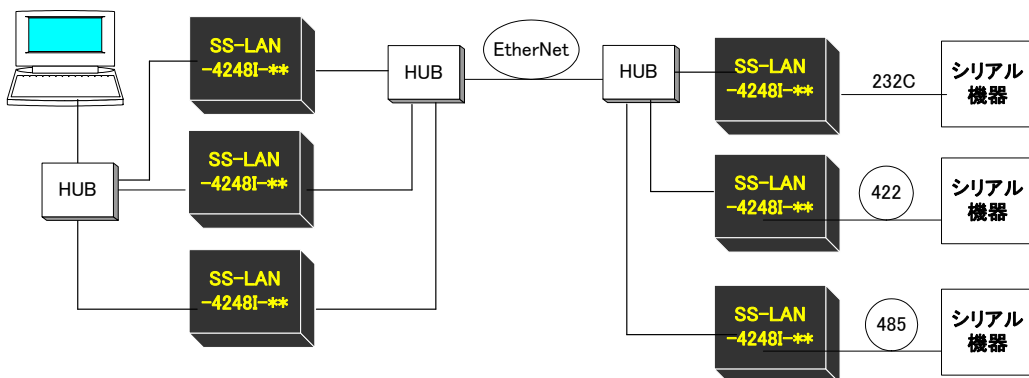 SS-LAN
-4248I-**
HUB
EtherNet
HUB
SS-LAN
-4248I-**
232C
シリアル
機器
HUB
SS-LAN
-4248I-**
SS-LAN
-4248I-**
422
シリアル
機器
SS-LAN
-4248I-**
SS-LAN
-4248I-**
485
シリアル
機器